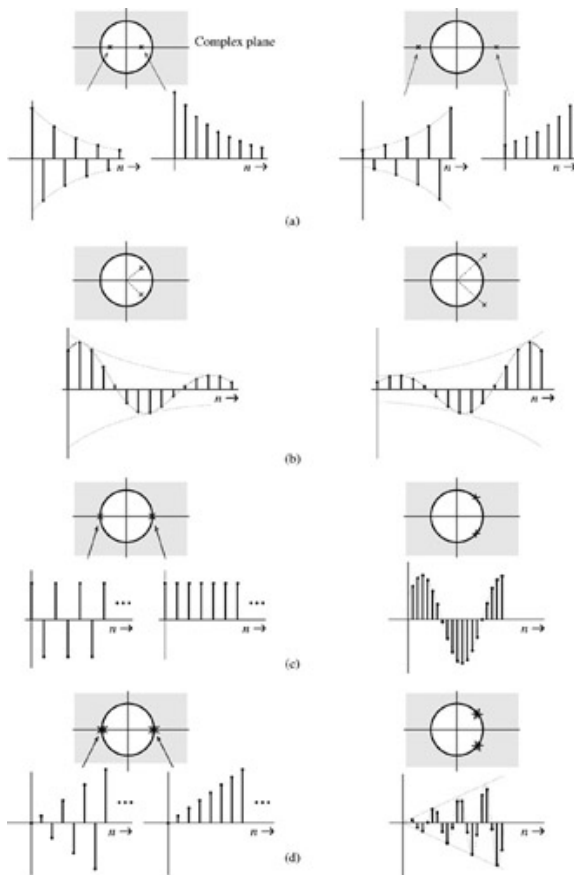 Complex plane
n → n → n → n →
(a)
n → n →
(b)
n → n → n →
(c)
n → n → n →
(d)